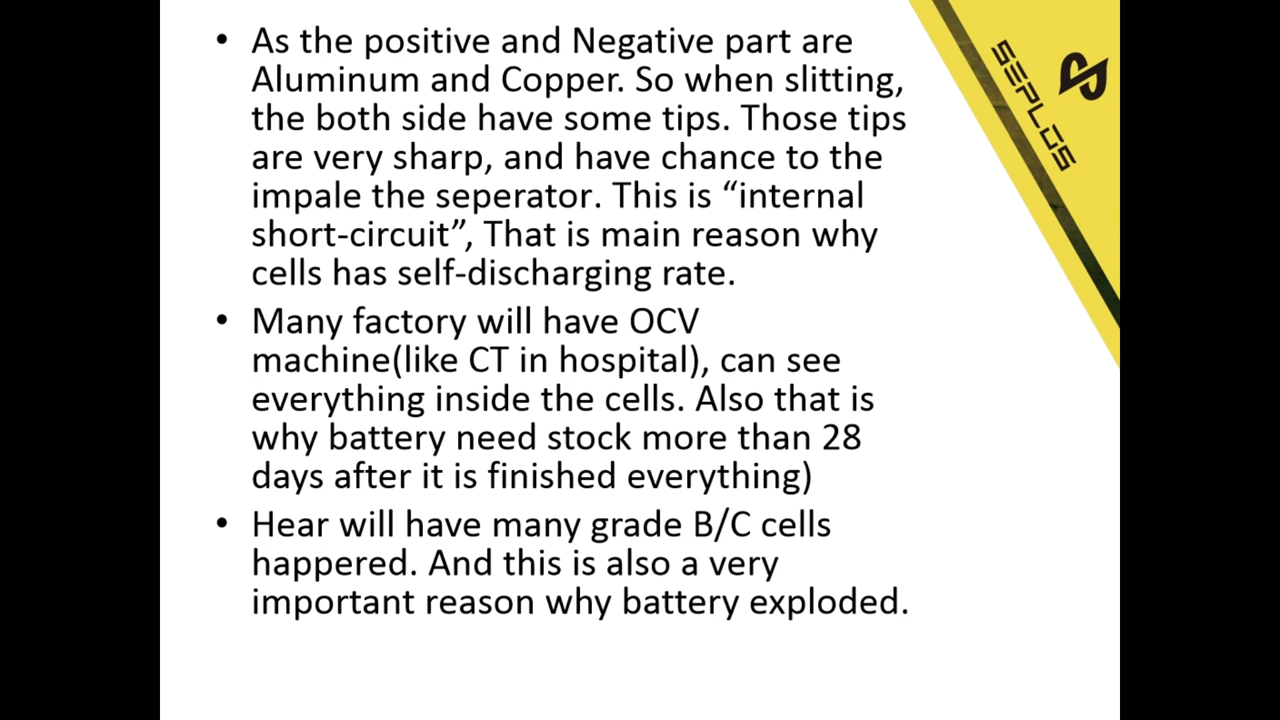 • As the positive and Negative part are
Aluminum and Copper. So when slitting,
the both side have some tips. Those tips
are very sharp, and have chance to the
impale the seperator. This is “internal
short-circuit”, That is main reason why
cells has self-discharging rate.
• Many factory will have OCV
machine(like CT in hospital), can see
everything inside the cells. Also that is
why battery need stock more than 28
days after it is finished everything)
• Hear will have many grade B/C cells
happered. And this is also a very
important reason why battery exploded.
SEPLOS